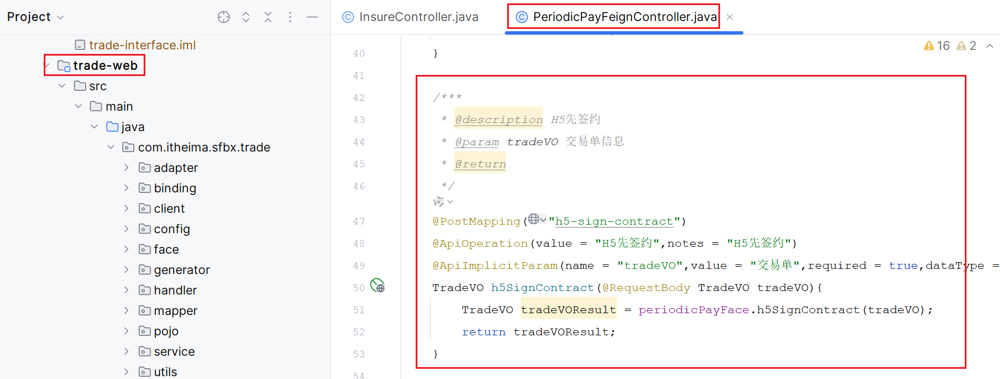 Project
trade-interface.iml
trade-web
src
main
java
com.itheima.sfbx.trade
adapter
binding
client
config
face
generator
handler
mapper
pojo
service
utils
InsureController.java
PeriodicPayFeignController.java
16 2
40 }
41
42 /***
43 * @description H5先签约
44 * @param tradeVO 交易单信息
45 * @return
46 */
47 @PostMapping("h5-sign-contract")
48 @ApiOperation(value = "H5先签约",notes = "H5先签约")
49 @ApiImplicitParam(name = "tradeVO",value = "交易单",required = true,dataType =
50 TradeVO h5SignContract(@RequestBody TradeVO tradeVO){
51 TradeVO tradeVOResult = periodicPayFace.h5SignContract(tradeVO);
52 return tradeVOResult;
53 }
54